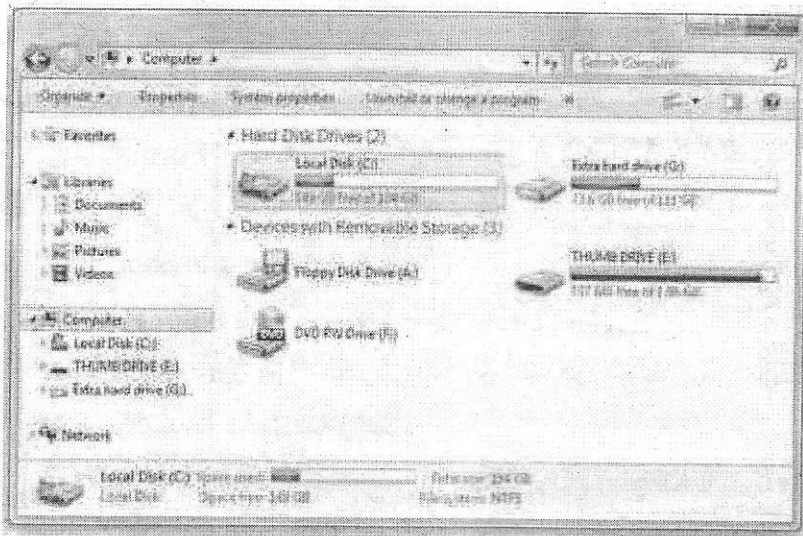 Computer
Organize Properties System properties Uninstall or change a program
Favorites
Libraries
Documents
Music
Pictures
Videos
Computer
Local Disk (C:)
THUMB DRIVE (E:)
Extra hard drive (G:)
Network
Hard Disk Drives (2)
Local Disk (C:)
Extra hard drive (G:)
Devices with Removable Storage (3)
Floppy Disk Drive (A:)
THUMB DRIVE (E:)
DVD RW Drive
Local Disk (C:) Space used:
Local Disk Space free: File system: NTFS